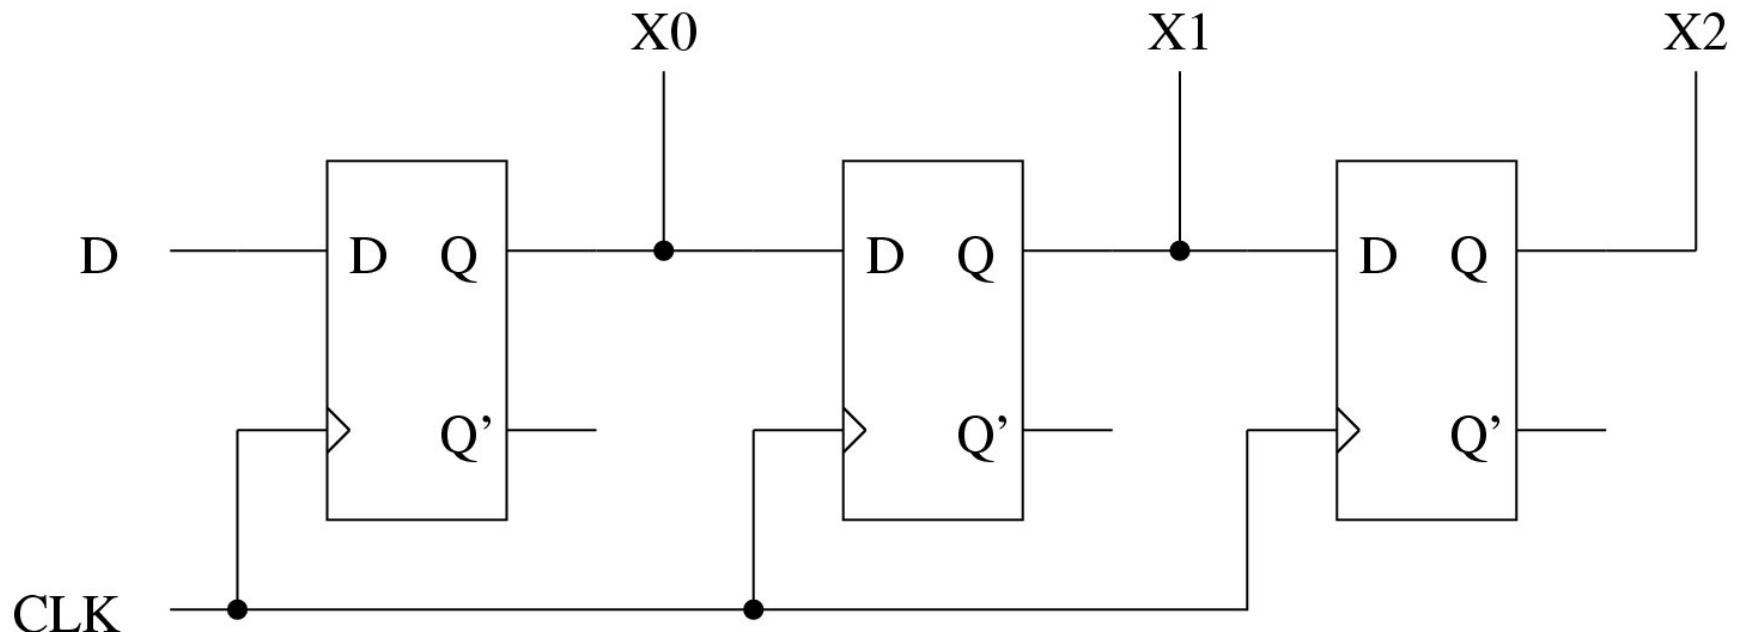 X0 X1 X2
D D Q D Q D Q
Q’ Q’ Q’
CLK